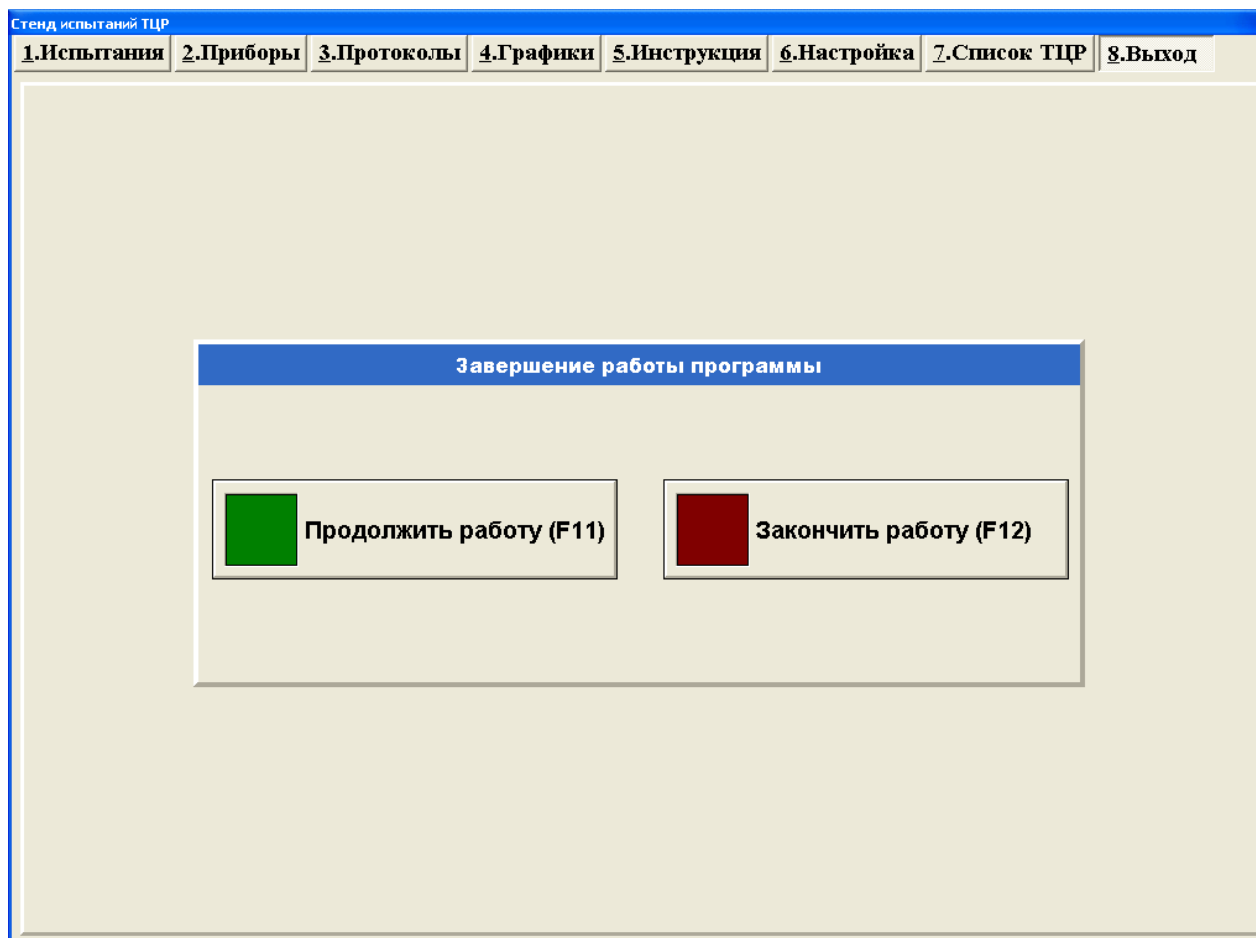 Стенд испытаний ТЦР
1.Испытания 2.Приборы 3.Протоколы 4.Графики 5.Инструкция 6.Настройка 7.Список ТЦР 8.Выход
Завершение работы программы
Продолжить работу (F11) Закончить работу (F12)